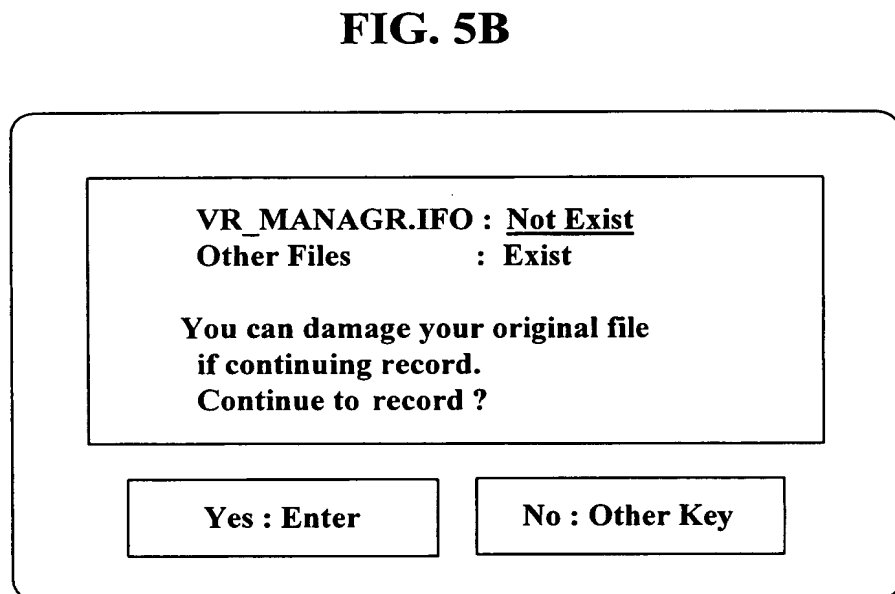 FIG. 5B
VR_MANAGR.IFO : Not Exist
Other Files : Exist
You can damage your original file
if continuing record.
Continue to record ?
Yes : Enter
No : Other Key